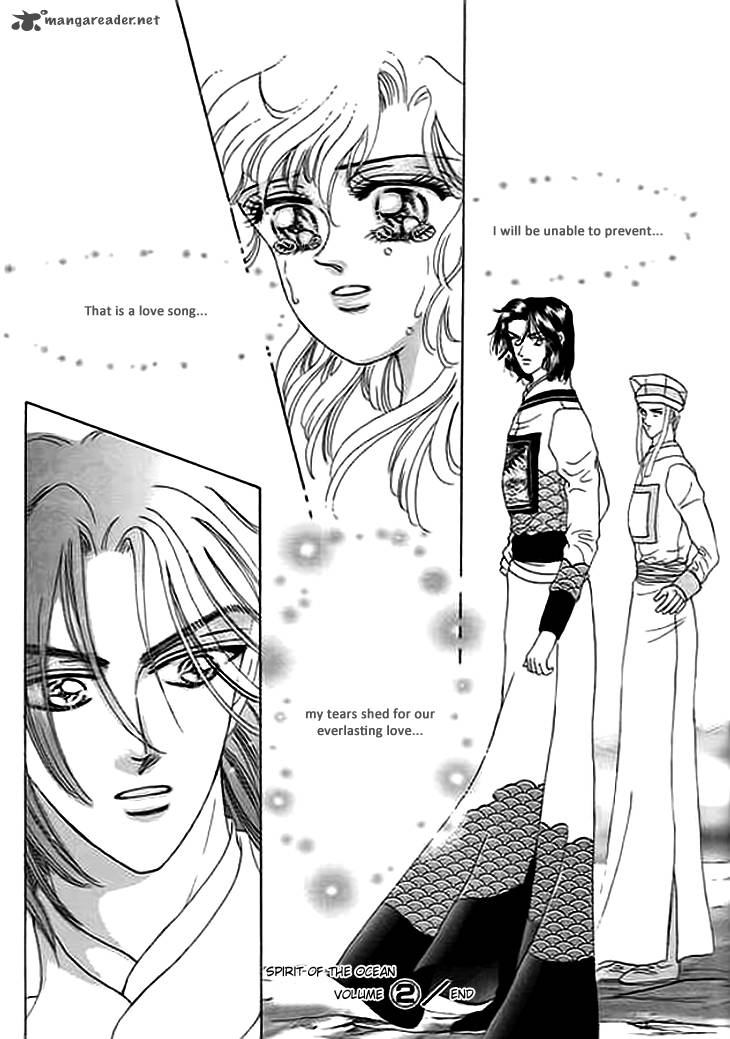 mangareader.net
I will be unable to prevent...
That is a love song...
my tears shed for our
everlasting love...
SPIRIT OF THE OCEAN
VOLUME 2 / END